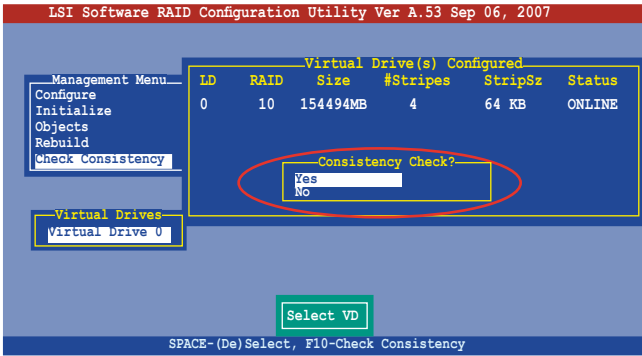 LSI Software RAID Configuration Utility Ver A.53 Sep 06, 2007
Virtual Drive(s) Configured
LD RAID Size #Stripes StripSz Status
0 10 154494MB 4 64 KB ONLINE
Management Menu
Configure
Initialize
Objects
Rebuild
Check Consistency
Consistency Check?
Yes
No
Virtual Drives
Virtual Drive 0
Select VD
SPACE-(De)Select, F10-Check Consistency